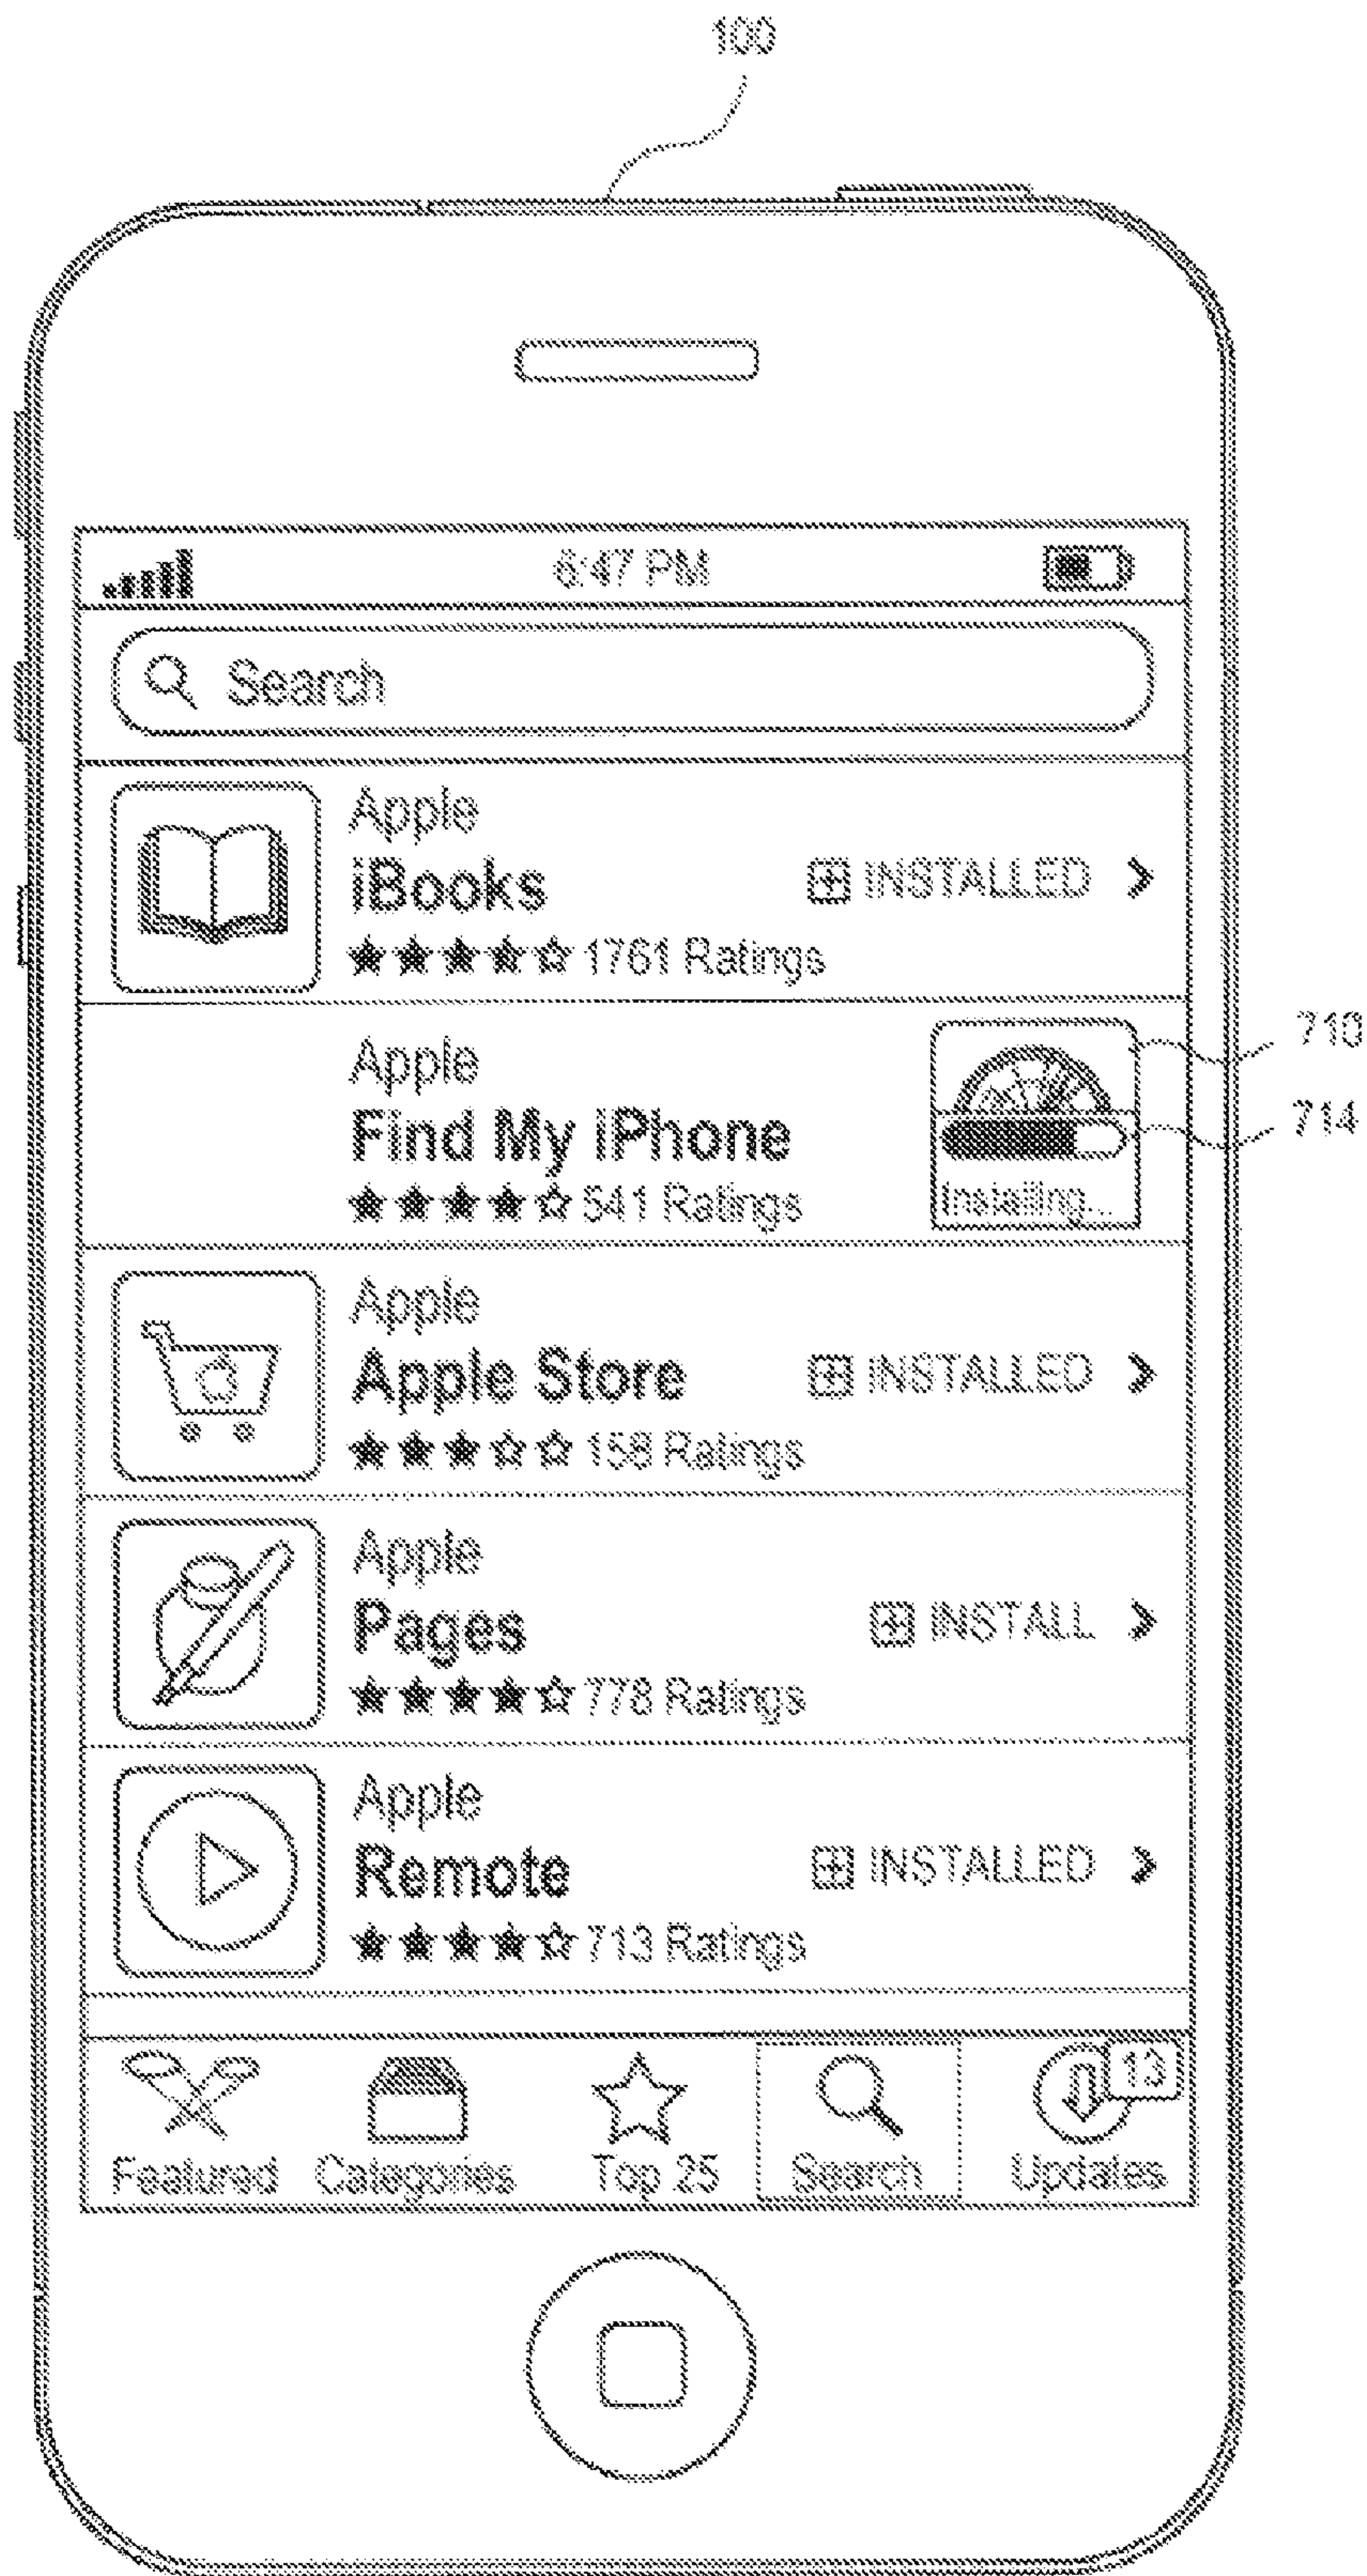 100
6:47 PM
Search
Apple
iBooks
INSTALLED
1761 Ratings
710
Apple
Find My iPhone
714
541 Ratings
Installing...
Apple
Apple Store
INSTALLED
158 Ratings
Apple
Pages
INSTALL
778 Ratings
Apple
Remote
INSTALLED
713 Ratings
13
Featured Categories Top 25 Search Updates